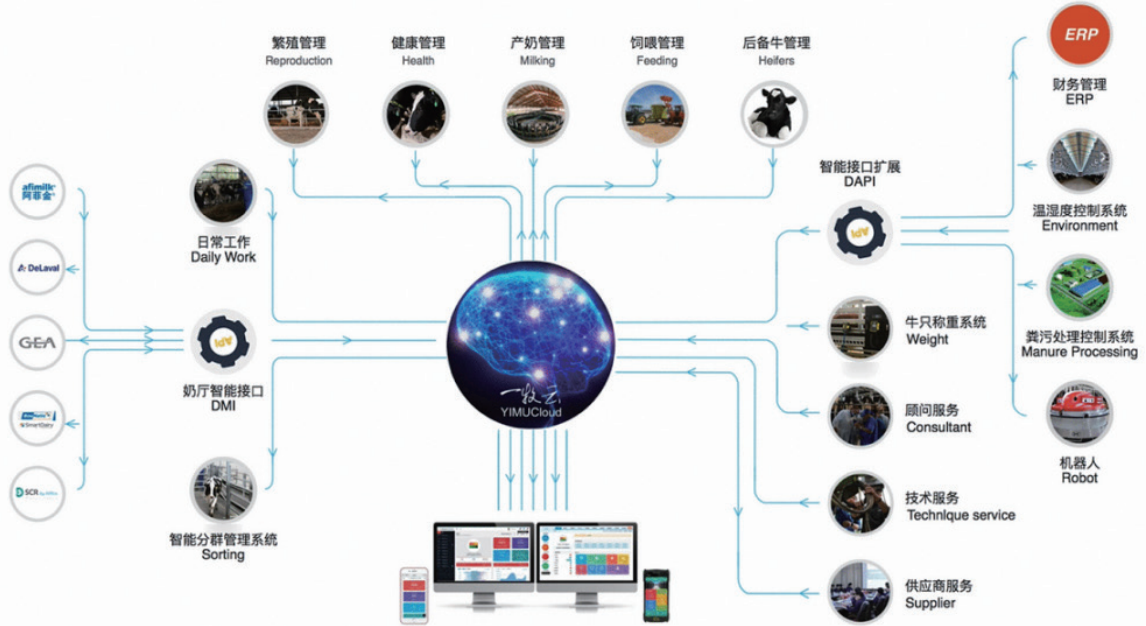 繁殖管理
Reproduction
健康管理
Health
产奶管理
Milking
饲喂管理
Feeding
后备牛管理
Heifers
ERP
财务管理
ERP
智能接口扩展
DAPI
API
温湿度控制系统
Environment
粪污处理控制系统
Manure Processing
机器人
Robot
afimilk
阿菲金
DeLaval
GEA
SmartDairy
SCR
日常工作
Daily Work
API
奶厅智能接口
DMI
智能分群管理系统
Sorting
一牧云
YIMUCloud
牛只称重系统
Weight
顾问服务
Consultant
技术服务
Technlque service
供应商服务
Supplier